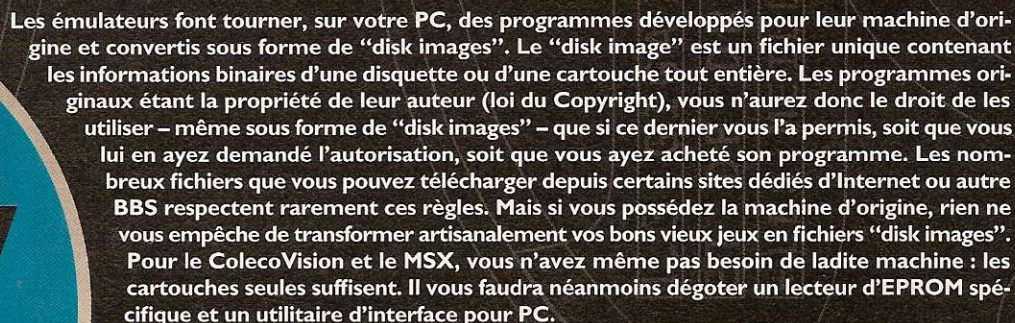 Les émulateurs font tourner, sur votre PC, des programmes développés pour leur machine d'ori-
gine et convertis sous forme de “disk images”. Le “disk image” est un fichier unique contenant
les informations binaires d'une disquette ou d'une cartouche tout entière. Les programmes ori-
ginaux étant la propriété de leur auteur (loi du Copyright), vous n'aurez donc le droit de les
utiliser – même sous forme de “disk images” – que si ce dernier vous l'a permis, soit que vous
lui en ayez demandé l'autorisation, soit que vous ayez acheté son programme. Les nom-
breux fichiers que vous pouvez télécharger depuis certains sites dédiés d'Internet ou autre
BBS respectent rarement ces règles. Mais si vous possédez la machine d'origine, rien ne
vous empêche de transformer artisanalement vos bons vieux jeux en fichiers “disk images”.
Pour le ColecoVision et le MSX, vous n'avez même pas besoin de ladite machine : les
cartouches seules suffisent. Il vous faudra néanmoins dégoter un lecteur d'EPROM spé-
cifique et un utilitaire d'interface pour PC.